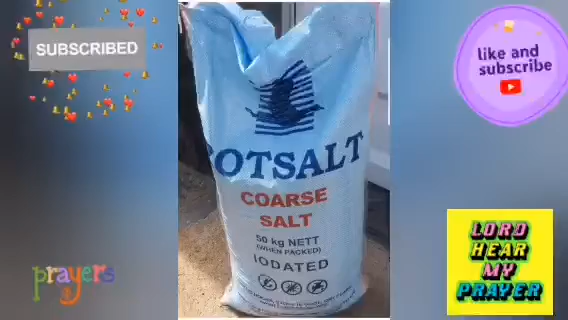 SUBSCRIBED
like and
subscribe
OTSALT
COARSE
SALT
50 kg NETT
(WHEN PACKED)
IODATED
prayers
LORD
HEAR
MY
PRAYER